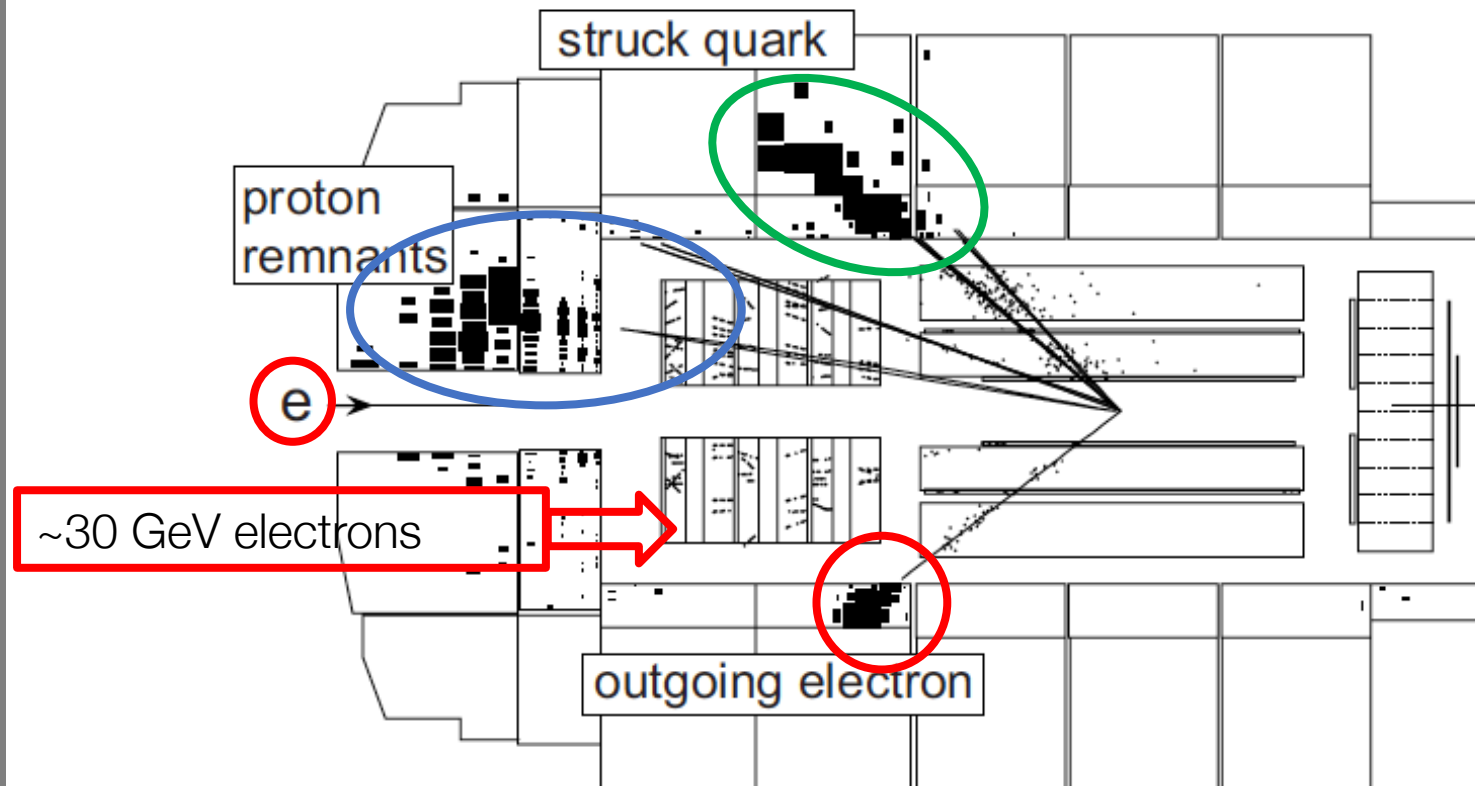 struck quark
proton
remnants
e
~30 GeV electrons
outgoing electron